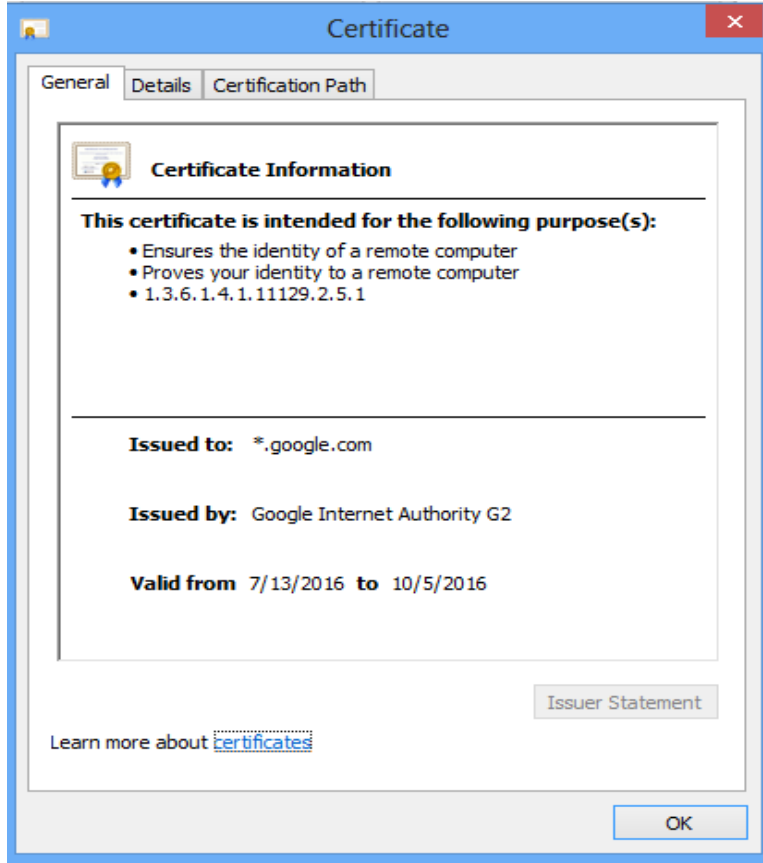 Certificate
General Details Certification Path
Certificate Information
This certificate is intended for the following purpose(s):
• Ensures the identity of a remote computer
• Proves your identity to a remote computer
• 1.3.6.1.4.1.11129.2.5.1
Issued to: *.google.com
Issued by: Google Internet Authority G2
Valid from 7/13/2016 to 10/5/2016
Issuer Statement
Learn more about certificates
OK